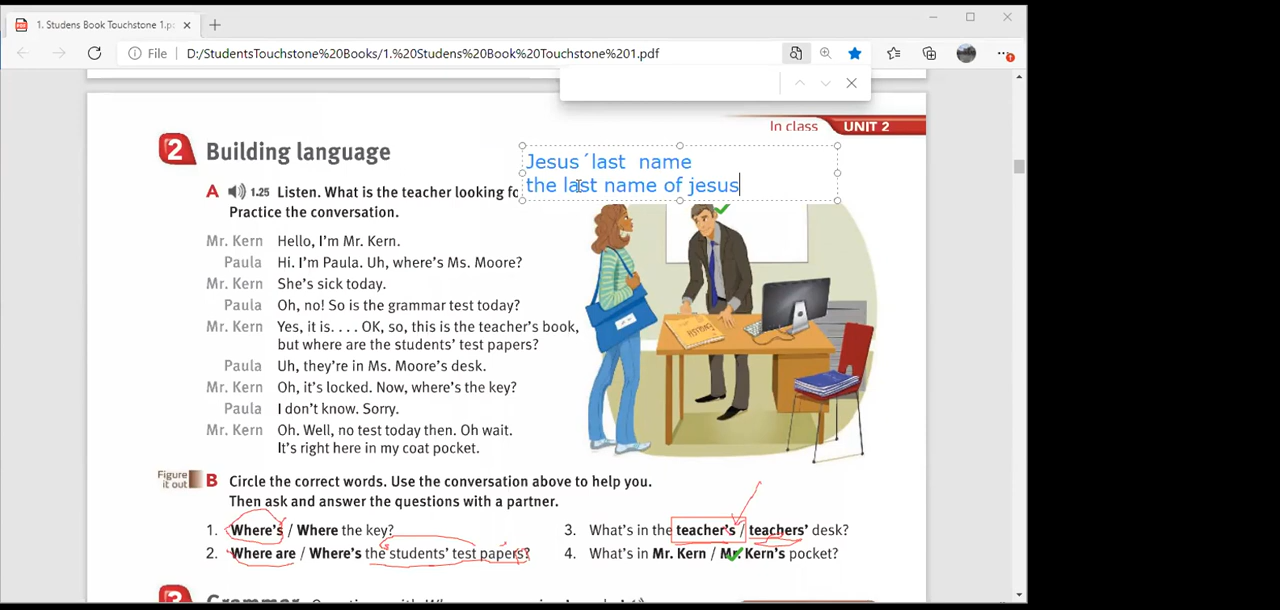 1. Studens Book Touchstone 1.p
File D:/StudentsTouchstone%20Books/1.%20Studens%20Book%20Touchstone%201.pdf
In class UNIT 2
2 Building language
Jesus´last name
the last name of jesus
A 1.25 Listen. What is the teacher looking fo
Practice the conversation.
Mr. Kern Hello, I'm Mr. Kern.
Paula Hi. I'm Paula. Uh, where's Ms. Moore?
Mr. Kern She's sick today.
Paula Oh, no! So is the grammar test today?
Mr. Kern Yes, it is. . . . OK, so, this is the teacher's book,
but where are the students' test papers?
Paula Uh, they're in Ms. Moore's desk.
Mr. Kern Oh, it's locked. Now, where's the key?
Paula I don't know. Sorry.
Mr. Kern Oh. Well, no test today then. Oh wait.
It's right here in my coat pocket.
Figure it out B Circle the correct words. Use the conversation above to help you.
Then ask and answer the questions with a partner.
1. Where's / Where the key?
2. Where are / Where's the students' test papers?
3. What's in the teacher's / teachers' desk?
4. What's in Mr. Kern / Mr. Kern's pocket?